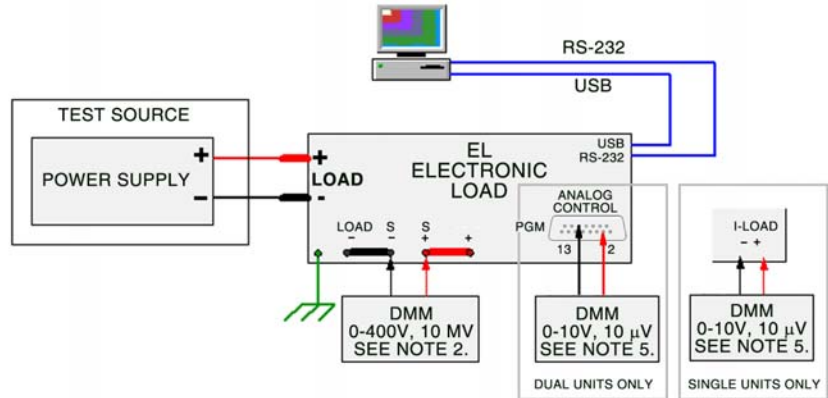 RS-232
USB
TEST SOURCE
POWER SUPPLY
+
−
+
LOAD
-
EL
ELECTRONIC
LOAD
USB
RS-232
ANALOG
CONTROL
PGM
13 2
LOAD S S
− − + +
I-LOAD
− +
DMM
0-400V, 10 MV
SEE NOTE 2.
DMM
0-10V, 10 µV
SEE NOTE 5.
DUAL UNITS ONLY
DMM
0-10V, 10 µV
SEE NOTE 5.
SINGLE UNITS ONLY